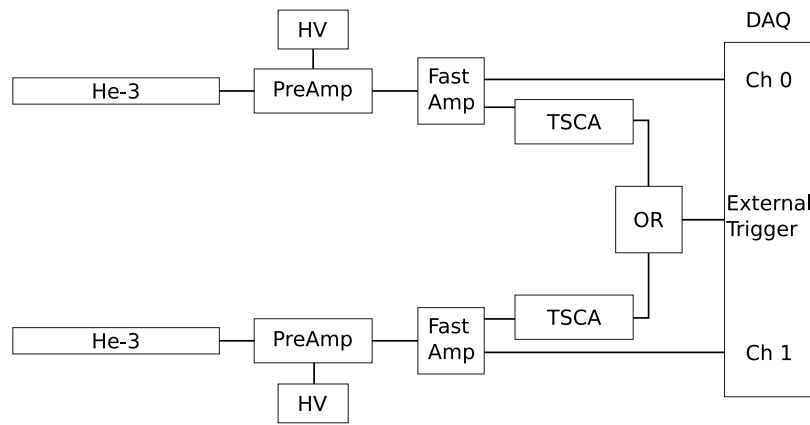 DAQ
HV
He-3
PreAmp
Fast
Amp
Ch 0
TSCA
OR
External
Trigger
TSCA
He-3
PreAmp
Fast
Amp
Ch 1
HV